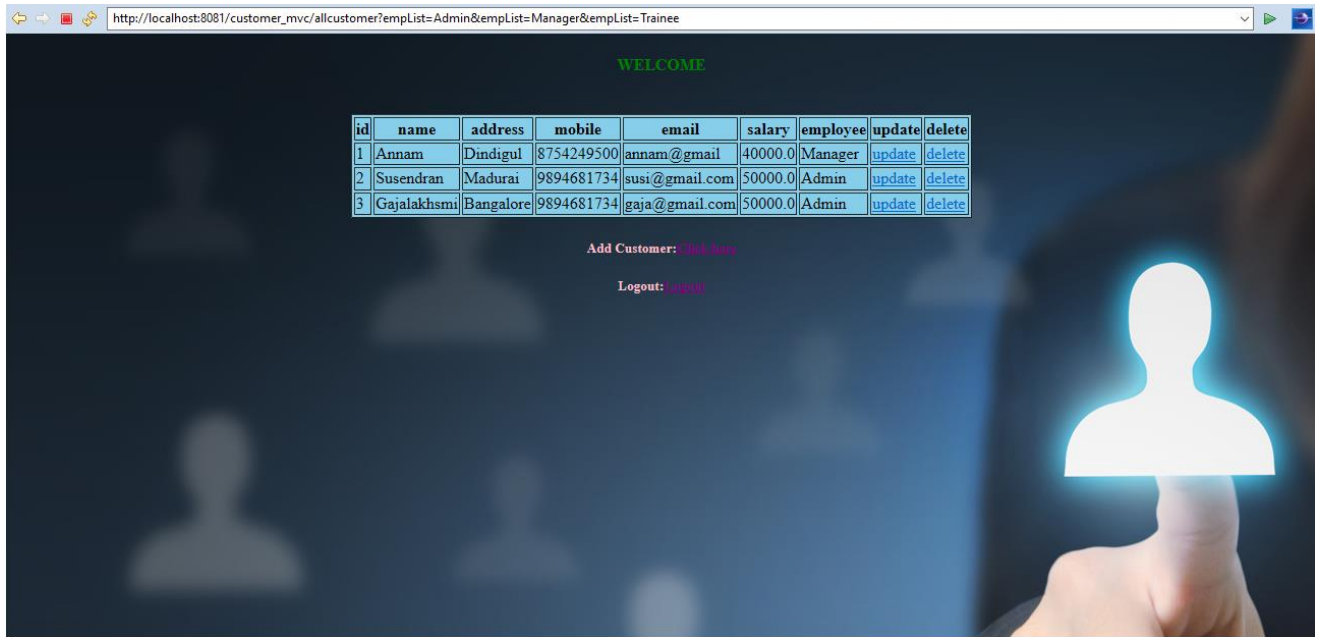 http://localhost:8081/customer_mvc/allcustomer?empList=Admin&empList=Manager&empList=Trainee
WELCOME
id name address mobile email salary employee update delete
1 Annam Dindigul 8754249500 annam@gmail 40000.0 Manager update delete
2 Susendran Madurai 9894681734 susi@gmail.com 50000.0 Admin update delete
3 Gajalakhsmi Bangalore 9894681734 gaja@gmail.com 50000.0 Admin update delete
Add Customer:Click here
Logout:Logout